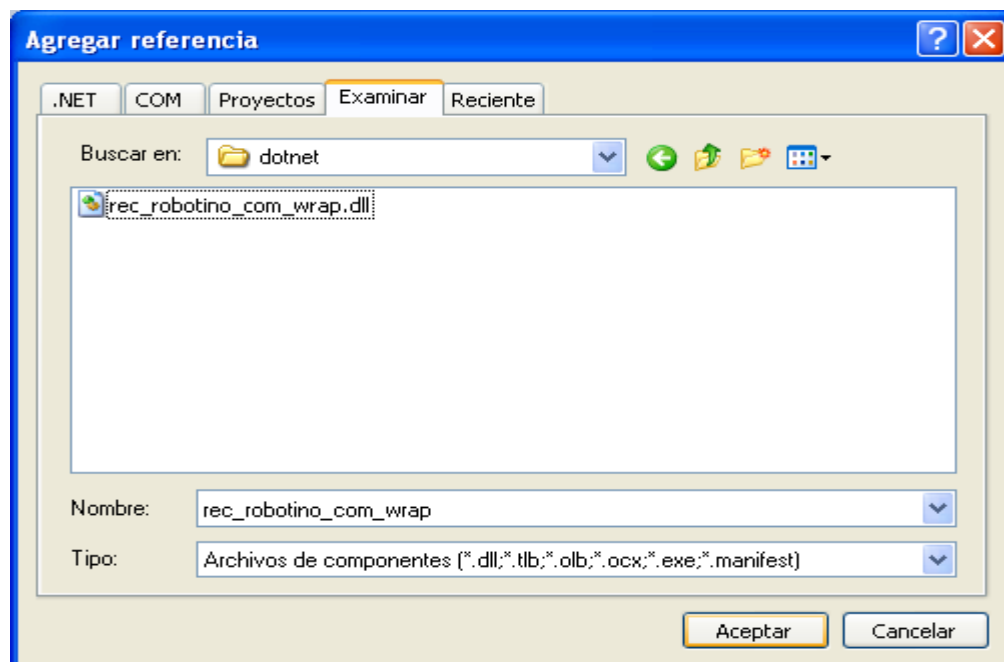 Agregar referencia
.NET COM Proyectos Examinar Reciente
Buscar en: dotnet
rec_robotino_com_wrap.dll
Nombre: rec_robotino_com_wrap
Tipo: Archivos de componentes (*.dll;*.tlb;*.olb;*.ocx;*.exe;*.manifest)
Aceptar Cancelar